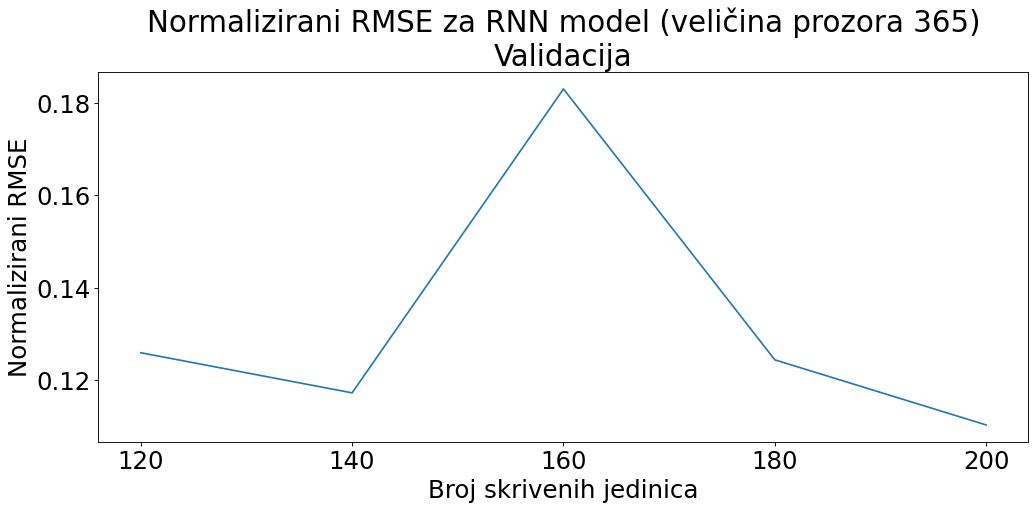 Normalizirani RMSE za RNN model (veličina prozora 365)
Validacija
Normalizirani RMSE
0.18
0.16
0.14
0.12
120 140 160 180 200
Broj skrivenih jedinica